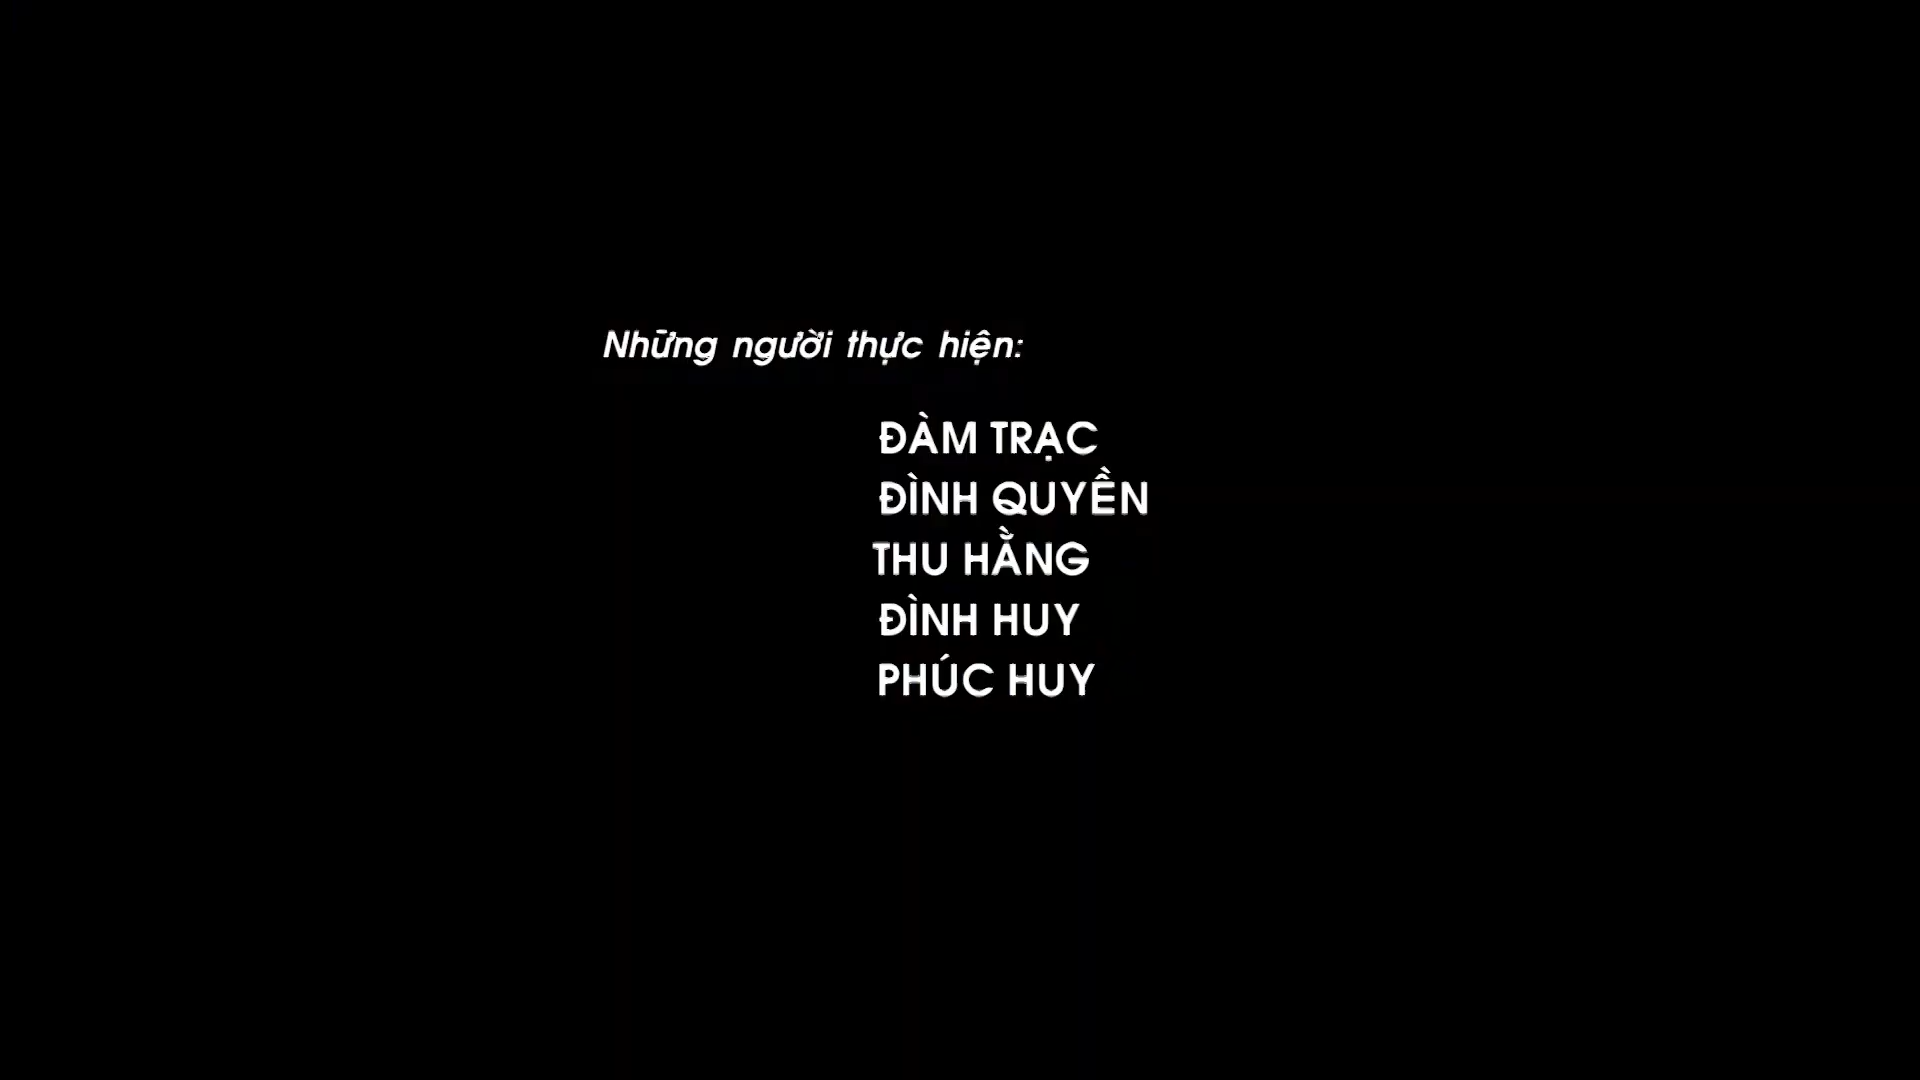 Những người thực hiện:
ĐÀM TRẠC
ĐÌNH QUYỀN
THU HẰNG
ĐÌNH HUY
PHÚC HUY